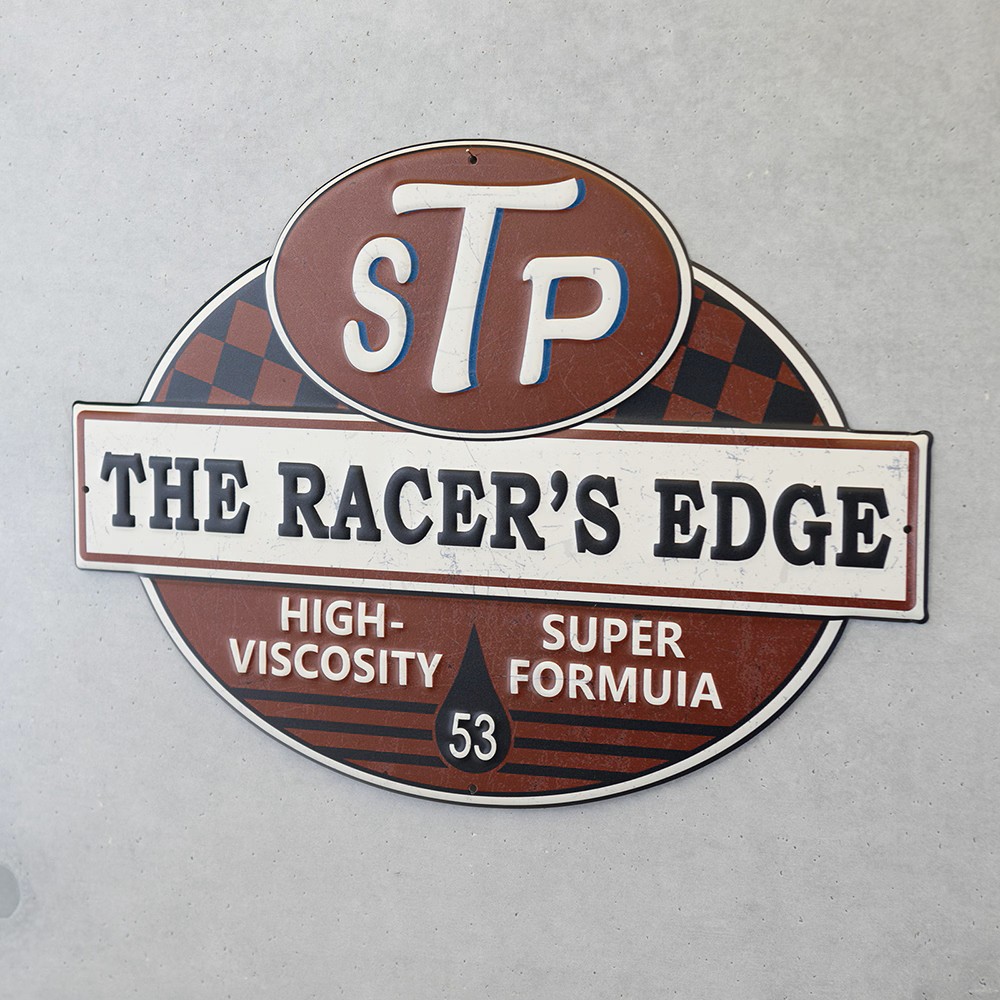 STP
THE RACER'S EDGE
HIGH-
VISCOSITY
SUPER
FORMUIA
53